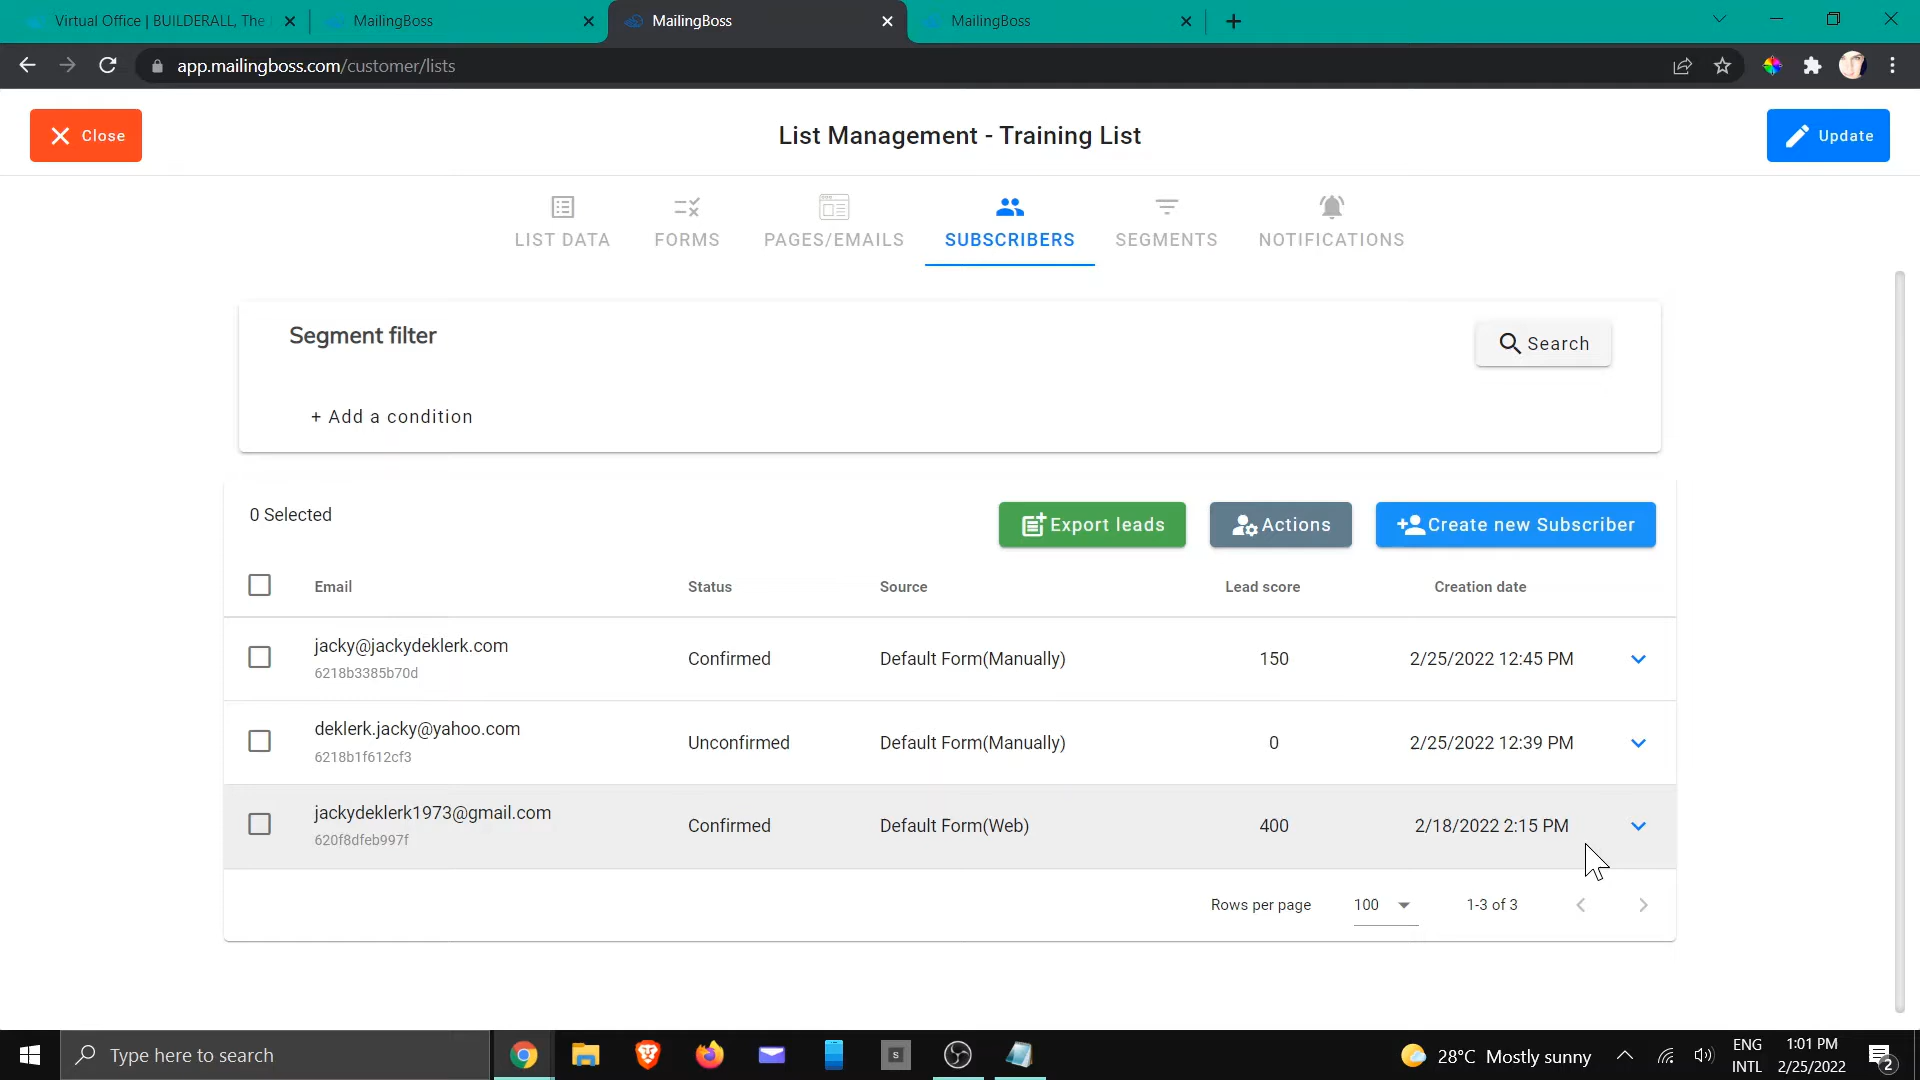 Virtual Office | BUILDERALL, The
MailingBoss
MailingBoss
MailingBoss
app.mailingboss.com/customer/lists
Close
List Management - Training List
Update
LIST DATA
FORMS
PAGES/EMAILS
SUBSCRIBERS
SEGMENTS
NOTIFICATIONS
Segment filter
Search
+ Add a condition
0 Selected
Export leads
Actions
Create new Subscriber
Email Status Source Lead score Creation date
jacky@jackydeklerk.com
6218b3385b70d
Confirmed Default Form(Manually) 150 2/25/2022 12:45 PM
deklerk.jacky@yahoo.com
6218b1f612cf3
Unconfirmed Default Form(Manually) 0 2/25/2022 12:39 PM
jackydeklerk1973@gmail.com
620f8dfeb997f
Confirmed Default Form(Web) 400 2/18/2022 2:15 PM
Rows per page 100 1-3 of 3
Type here to search
S
28°C Mostly sunny
ENG
INTL
1:01 PM
2/25/2022
2